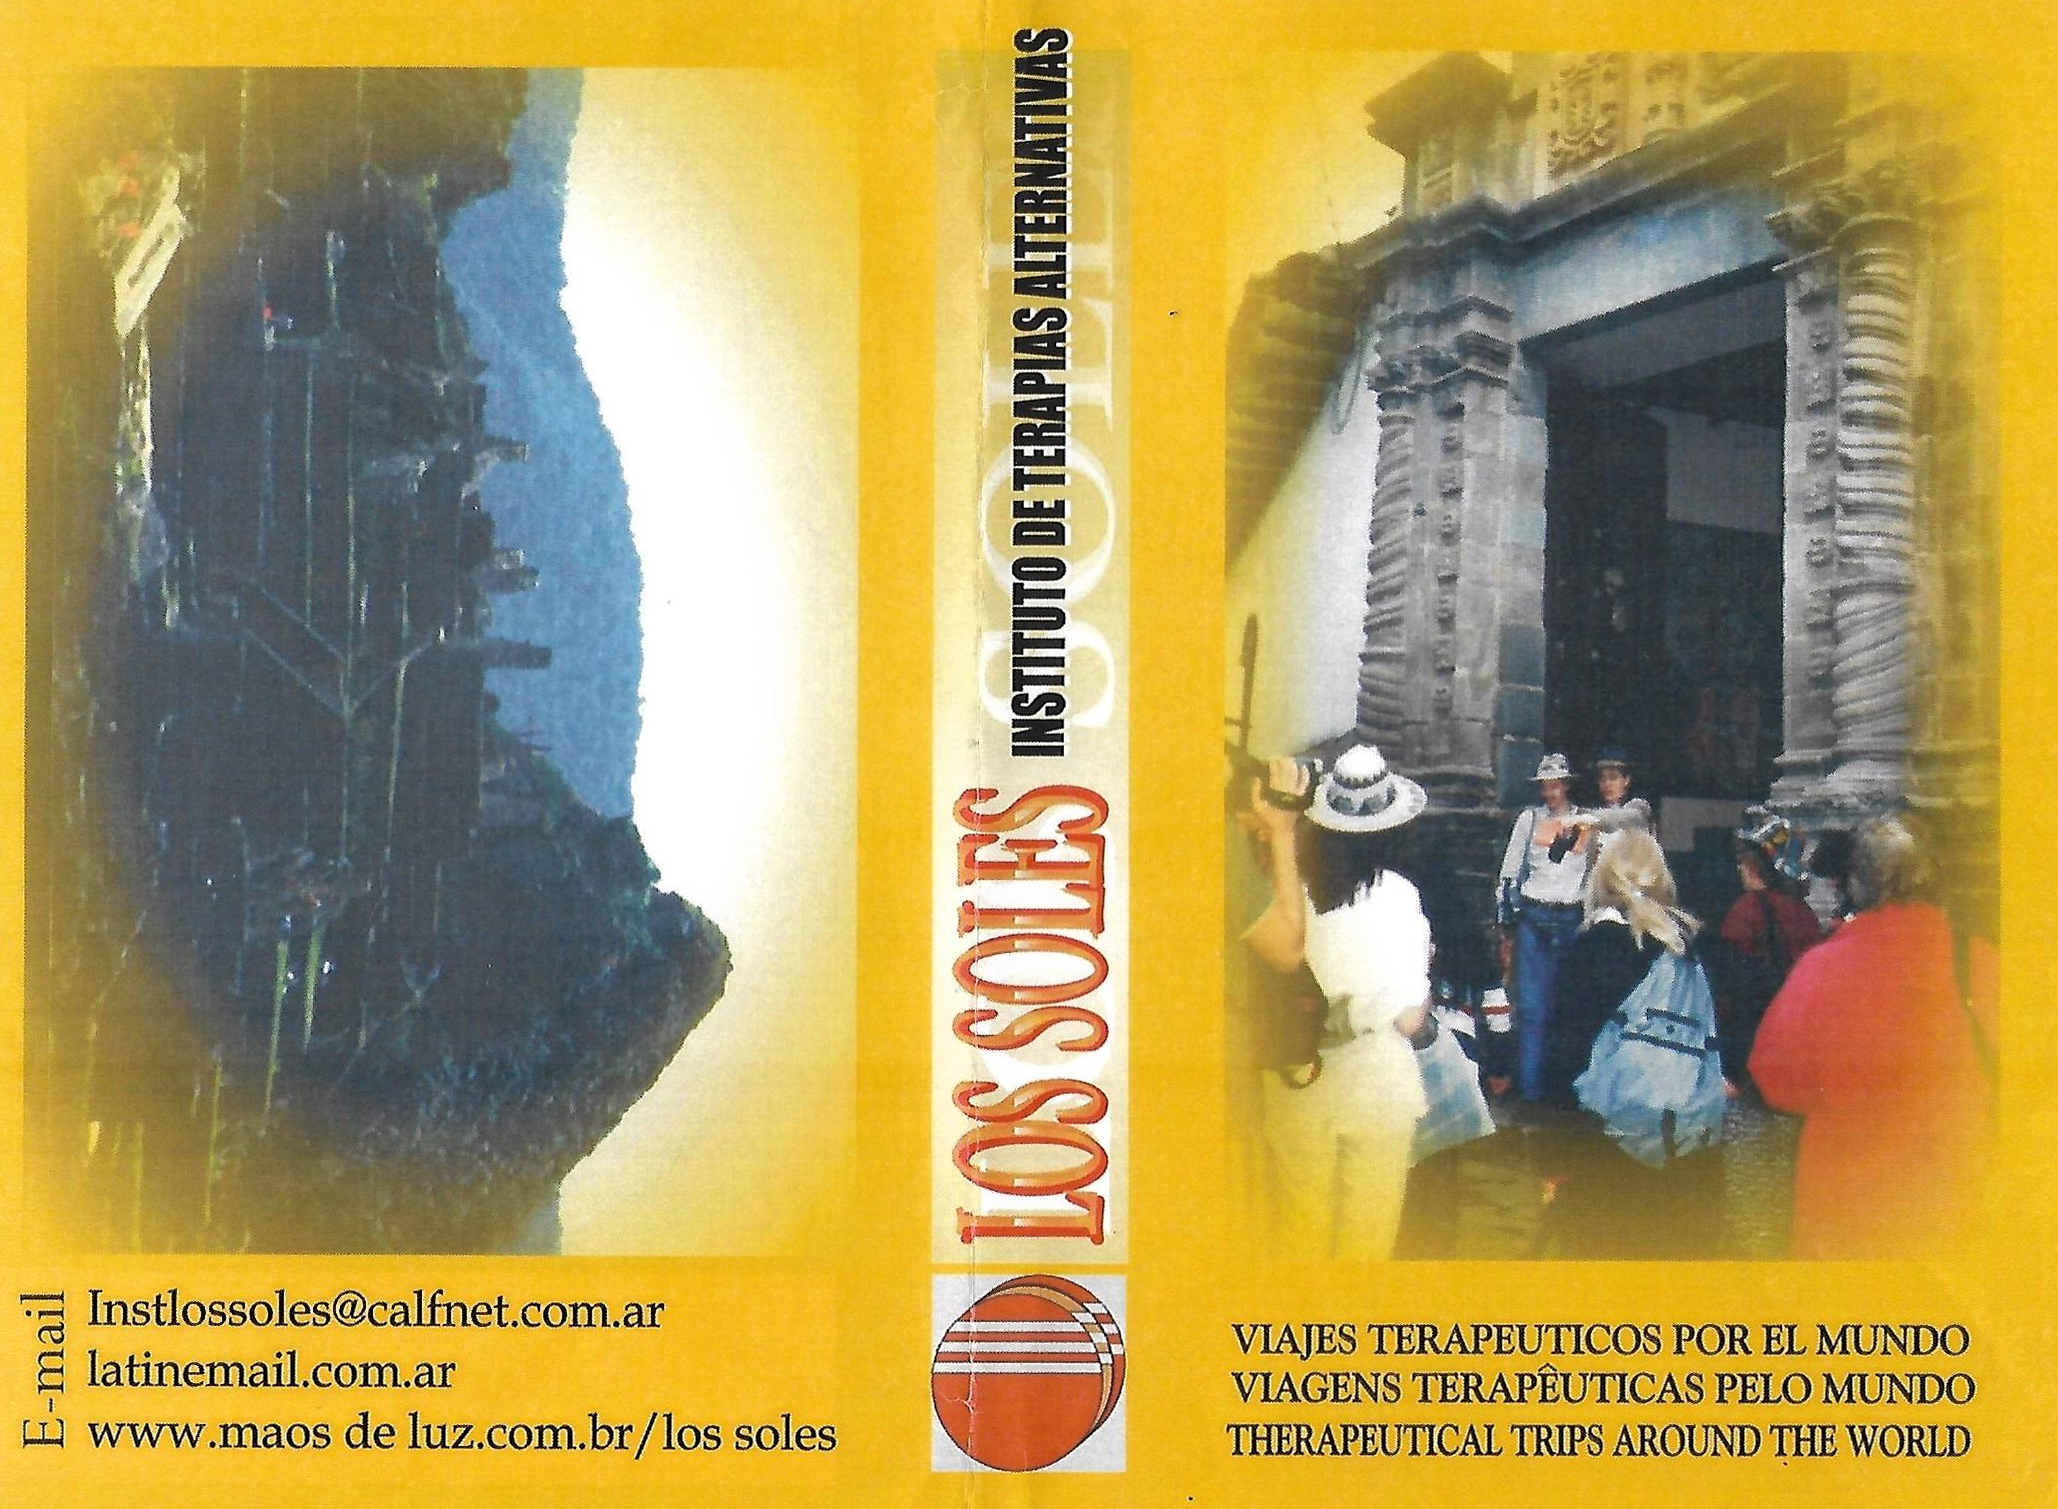 E-mail
Instlossoles@calfnet.com.ar
latinemail.com.ar
www.maos de luz.com.br/los soles
LOS SOLES
INSTITUTO DE TERAPIAS ALTERNATIVAS
SOLES
VIAJES TERAPEUTICOS POR EL MUNDO
VIAGENS TERAPÊUTICAS PELO MUNDO
THERAPEUTICAL TRIPS AROUND THE WORLD